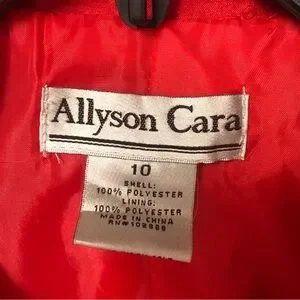 Allyson Cara
10
SHELL:
100% POLYESTER
LINING:
100% POLYESTER
MADE IN CHINA